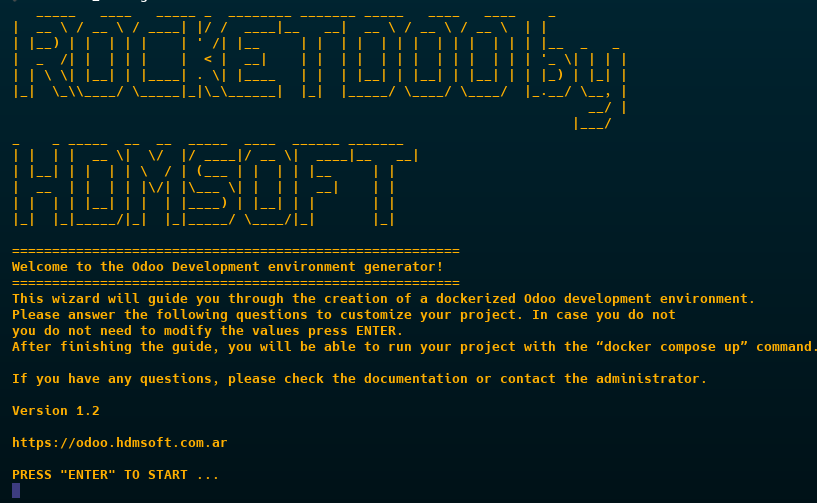 ROCKETDOO by
HDMSOFT
========================================================
Welcome to the Odoo Development environment generator!
========================================================
This wizard will guide you through the creation of a dockerized Odoo development environment.
Please answer the following questions to customize your project. In case you do not
you do not need to modify the values press ENTER.
After finishing the guide, you will be able to run your project with the “docker compose up” command.
If you have any questions, please check the documentation or contact the administrator.
Version 1.2
https://odoo.hdmsoft.com.ar
PRESS "ENTER" TO START ...